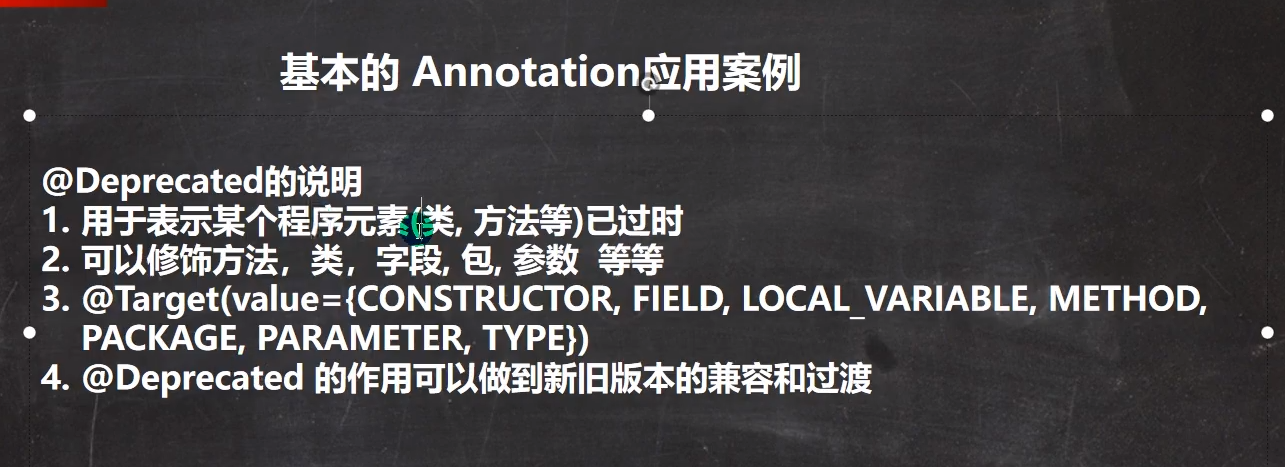 基本的 Annotation应用案例
@Deprecated的说明
1. 用于表示某个程序元素(类, 方法等)已过时
2. 可以修饰方法，类，字段, 包, 参数 等等
3. @Target(value={CONSTRUCTOR, FIELD, LOCAL_VARIABLE, METHOD,
PACKAGE, PARAMETER, TYPE})
4. @Deprecated 的作用可以做到新旧版本的兼容和过渡